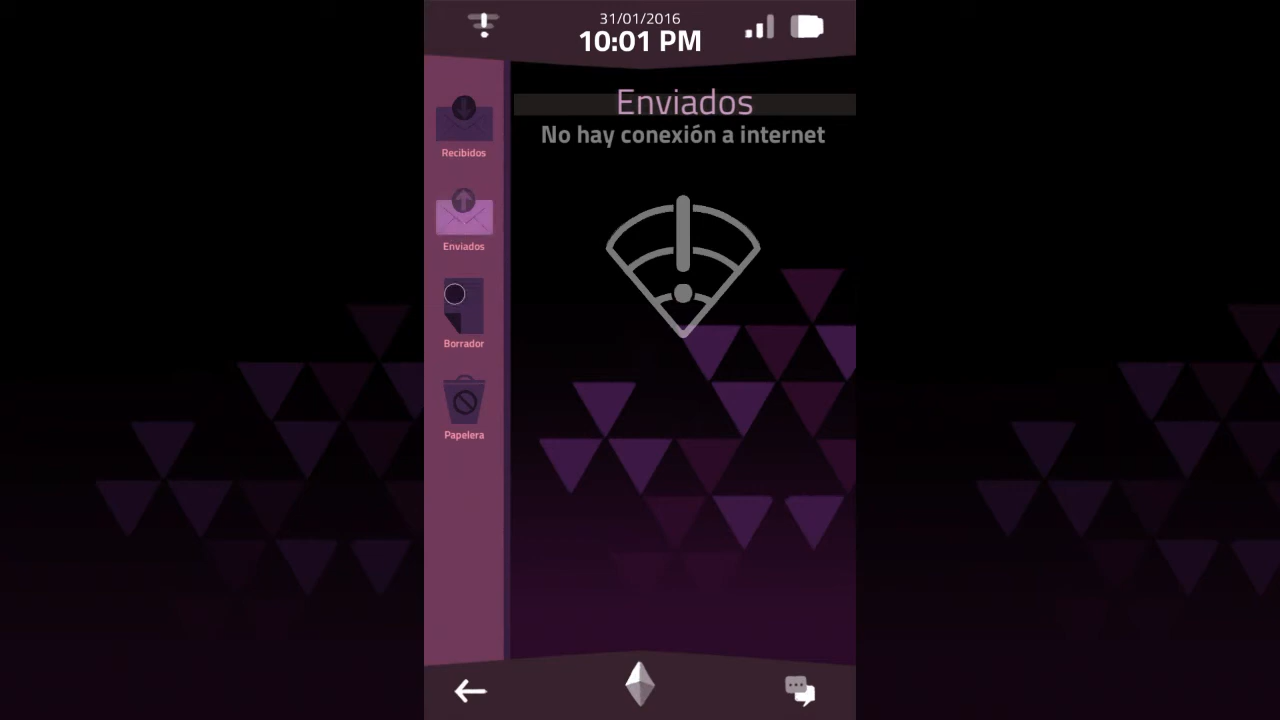 31/01/2016
10:01 PM
Enviados
No hay conexión a internet
Recibidos
Enviados
Borrador
Papelera